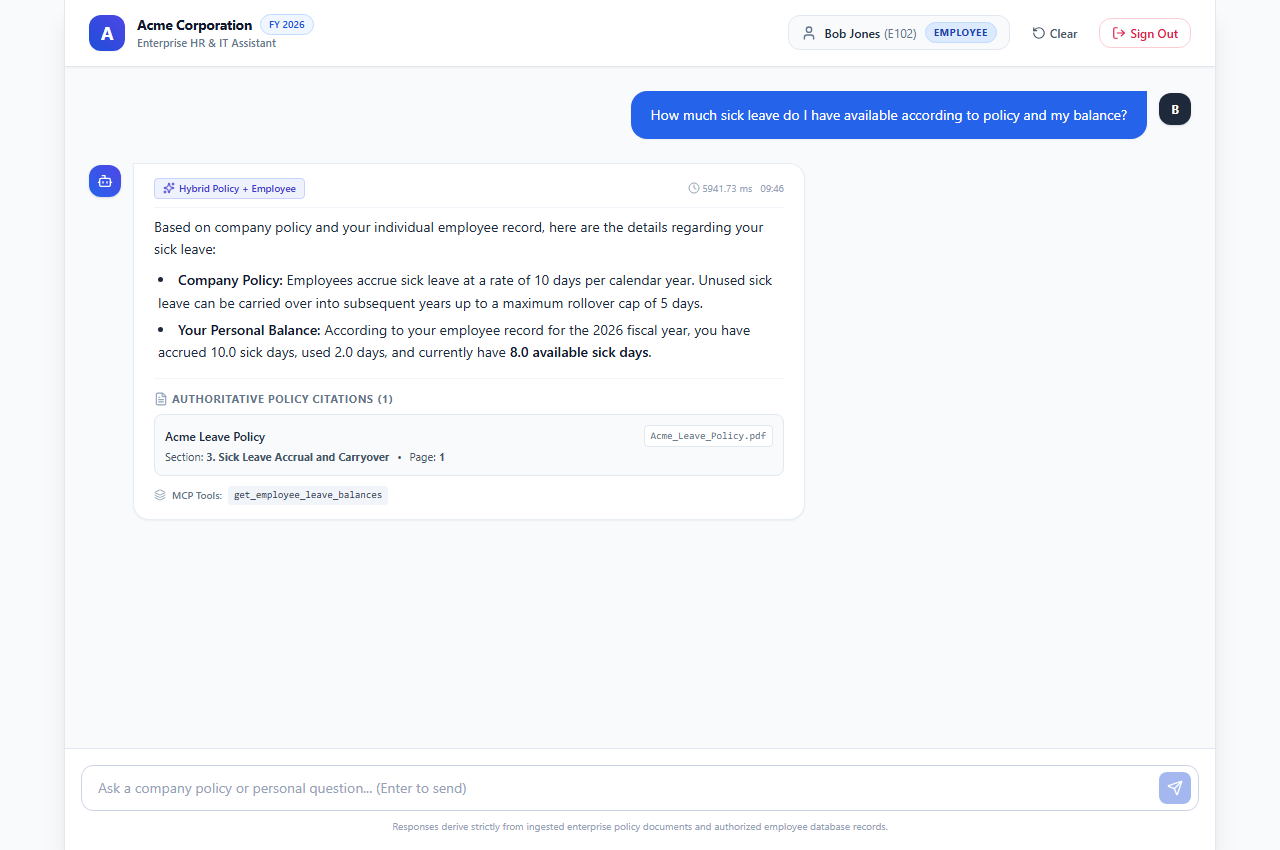 A
Acme Corporation FY 2026
Enterprise HR & IT Assistant
Bob Jones (E102) EMPLOYEE
Clear
Sign Out
How much sick leave do I have available according to policy and my balance?
B
Hybrid Policy + Employee
5941.73 ms 09:46
Based on company policy and your individual employee record, here are the details regarding your
sick leave:
• Company Policy: Employees accrue sick leave at a rate of 10 days per calendar year. Unused sick
leave can be carried over into subsequent years up to a maximum rollover cap of 5 days.
• Your Personal Balance: According to your employee record for the 2026 fiscal year, you have
accrued 10.0 sick days, used 2.0 days, and currently have 8.0 available sick days.
AUTHORITATIVE POLICY CITATIONS (1)
Acme Leave Policy
Acme_Leave_Policy.pdf
Section: 3. Sick Leave Accrual and Carryover • Page: 1
MCP Tools: get_employee_leave_balances
Ask a company policy or personal question... (Enter to send)
Responses derive strictly from ingested enterprise policy documents and authorized employee database records.